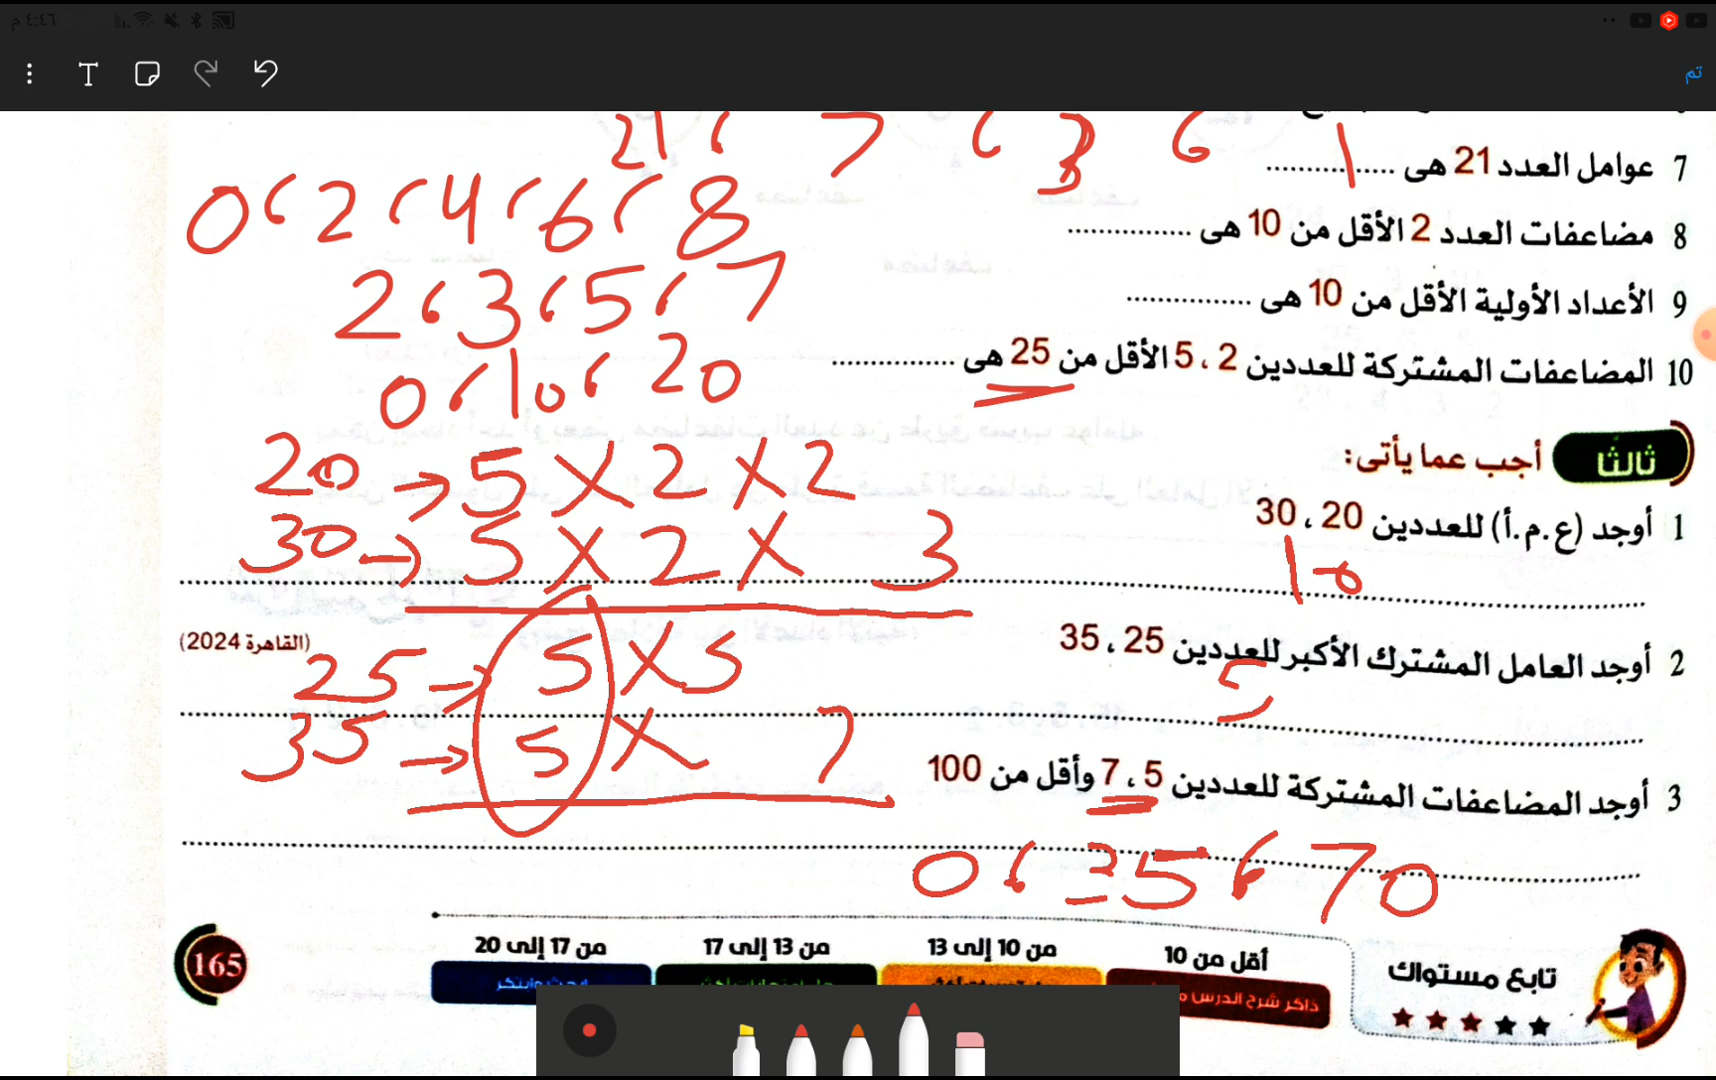 ٤:٤٦ م
T
تم
21 ، 7 ، 3 ، 1
7 عوامل العدد 21 هى ..............
0 ، 2 ، 4 ، 6 ، 8
8 مضاعفات العدد 2 الأقل من 10 هى ..............
2 ، 3 ، 5 ، 7
9 الأعداد الأولية الأقل من 10 هى ..............
0 ، 10 ، 20
10 المضاعفات المشتركة للعددين 2 ، 5 الأقل من 25 هى ..............
ثالثًا أجب عما يأتى:
20 → 5 × 2 × 2
1 أوجد (ع.م.أ) للعددين 20 ، 30
30 → 5 × 2 × 3
10
2 أوجد العامل المشترك الأكبر للعددين 25 ، 35 (القاهرة 2024)
25 → 5 × 5
5
35 → 5 × 7
3 أوجد المضاعفات المشتركة للعددين 5 ، 7 وأقل من 100
0 ، 35 ، 70
تابع مستواك
أقل من 10
من 10 إلى 13
من 13 إلى 17
من 17 إلى 20
ذاكر شرح الدرس
165